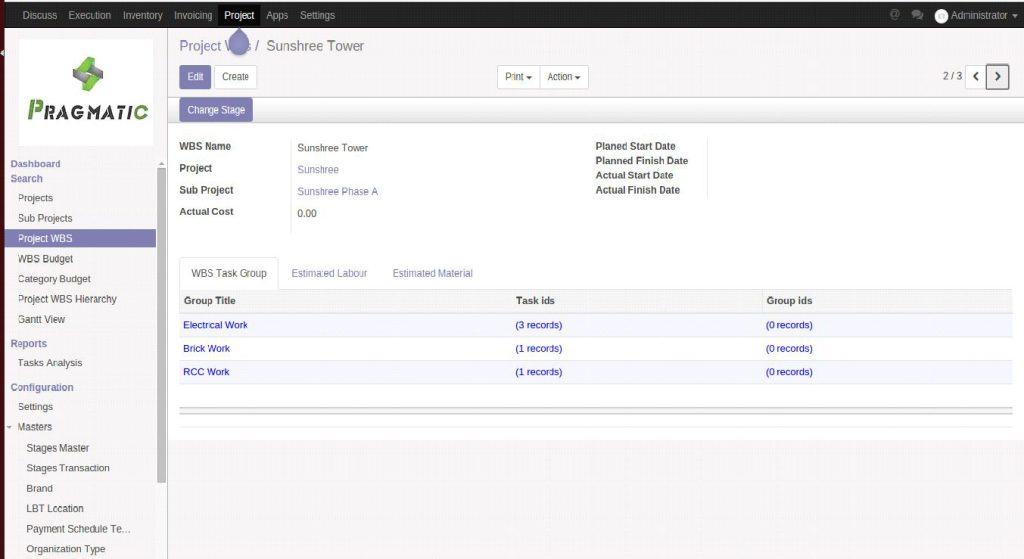 Discuss Execution Inventory Invoicing Project Apps Settings @ Administrator
PRAGMATIC
Project W /  Sunshree Tower
Edit Create Print Action 2 / 3
Change Stage
WBS Name Sunshree Tower
Project Sunshree
Sub Project Sunshree Phase A
Actual Cost 0.00
Planed Start Date
Planned Finish Date
Actual Start Date
Actual Finish Date
Dashboard
Search
Projects
Sub Projects
Project WBS
WBS Budget
Category Budget
Project WBS Hierarchy
Gantt View
Reports
Tasks Analysis
Configuration
Settings
Masters
Stages Master
Stages Transaction
Brand
LBT Location
Payment Schedule Te...
Organization Type
WBS Task Group Estimated Labour Estimated Material
Group Title Task ids Group ids
Electrical Work (3 records) (0 records)
Brick Work (1 records) (0 records)
RCC Work (1 records) (0 records)